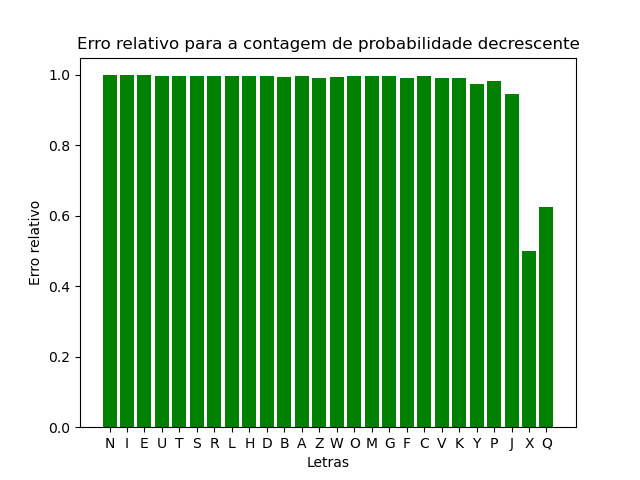 Erro relativo para a contagem de probabilidade decrescente
1.0
0.8
0.6
0.4
0.2
0.0
Erro relativo
N I E U T S R L H D B A Z W O M G F C V K Y P J X Q
Letras